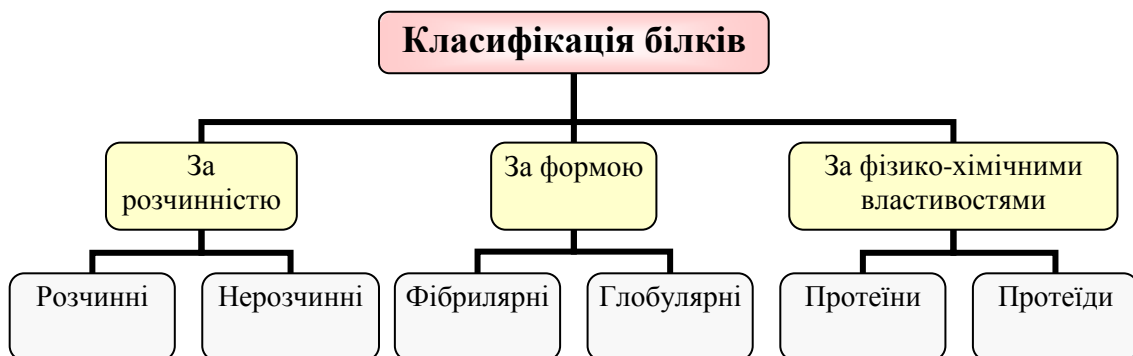 Класифікація білків
За
розчинністю
За формою
За фізико-хімічними
властивостями
Розчинні
Нерозчинні
Фібрилярні
Глобулярні
Протеїни
Протеїди